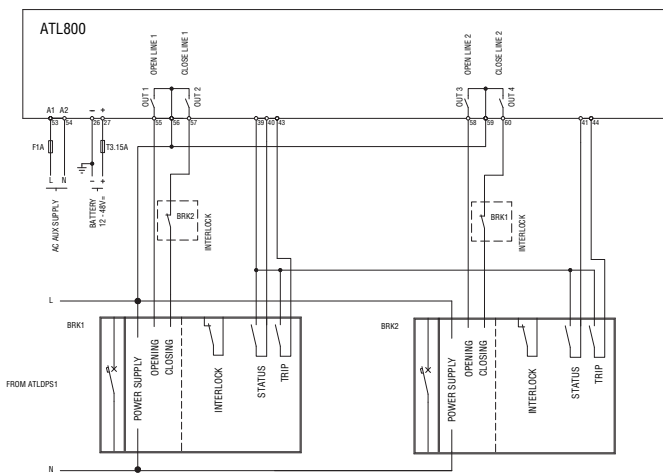 ATL800
OPEN LINE 1
CLOSE LINE 1
OPEN LINE 2
CLOSE LINE 2
OUT 1
OUT 2
OUT 3
OUT 4
A1 A2 – +
53 54 26 27 55 56 57 39 40 43 58 59 60 41 44
F1A
T3.15A
L N – +
AC AUX SUPPLY
BATTERY
12 - 48V=
BRK2
INTERLOCK
BRK1
INTERLOCK
L
BRK1
BRK2
FROM ATLDPS1
POWER SUPPLY
OPENING
CLOSING
INTERLOCK
STATUS
TRIP
POWER SUPPLY
OPENING
CLOSING
INTERLOCK
STATUS
TRIP
N